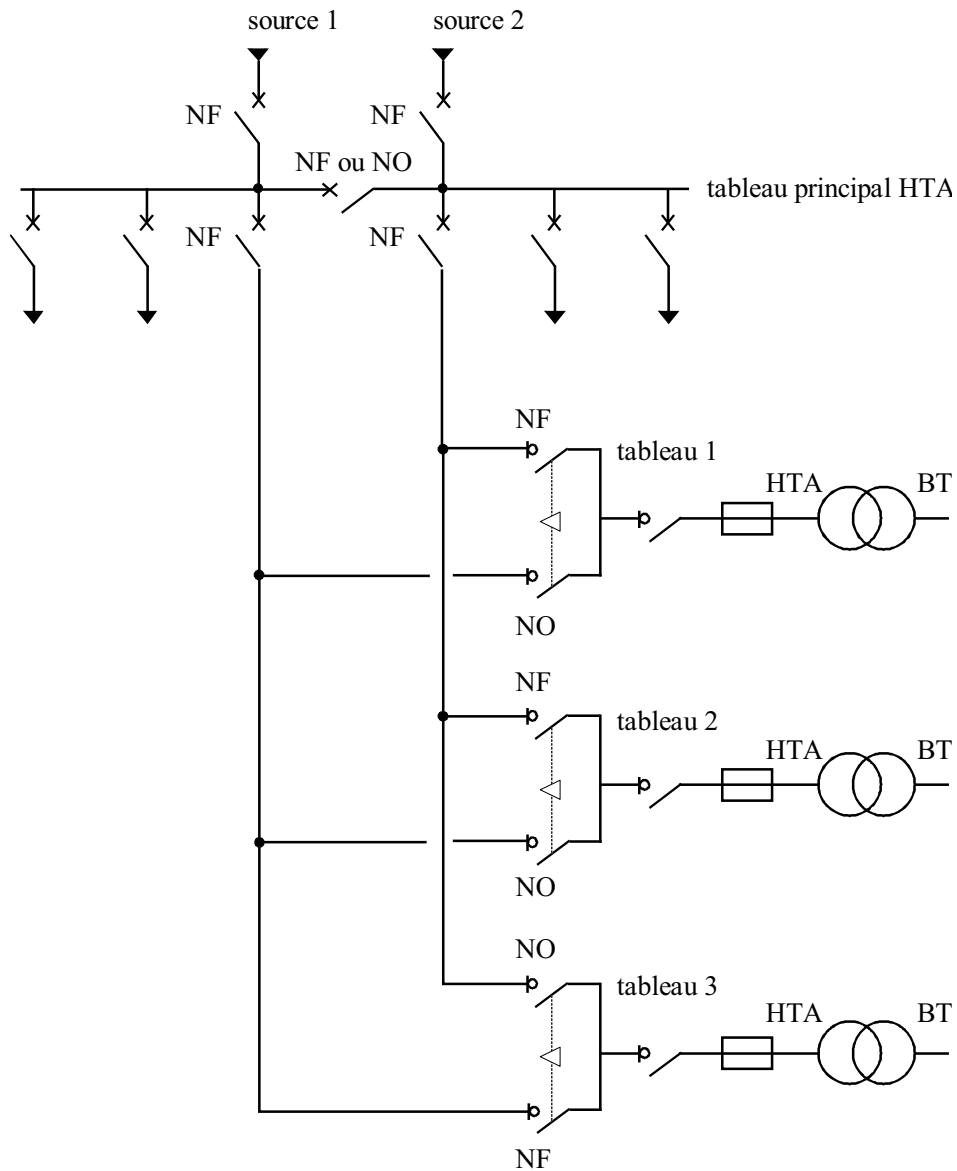 source 1
source 2
NF
NF
NF ou NO
tableau principal HTA
NF
NF
NF
tableau 1
HTA
BT
NO
NF
tableau 2
HTA
BT
NO
NO
tableau 3
HTA
BT
NF